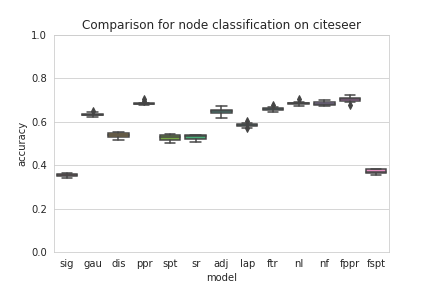 Comparison for node classification on citeseer
1.0
0.8
0.6
0.4
0.2
0.0
accuracy
sig gau dis ppr spt sr adj lap ftr nl nf fppr fspt
model